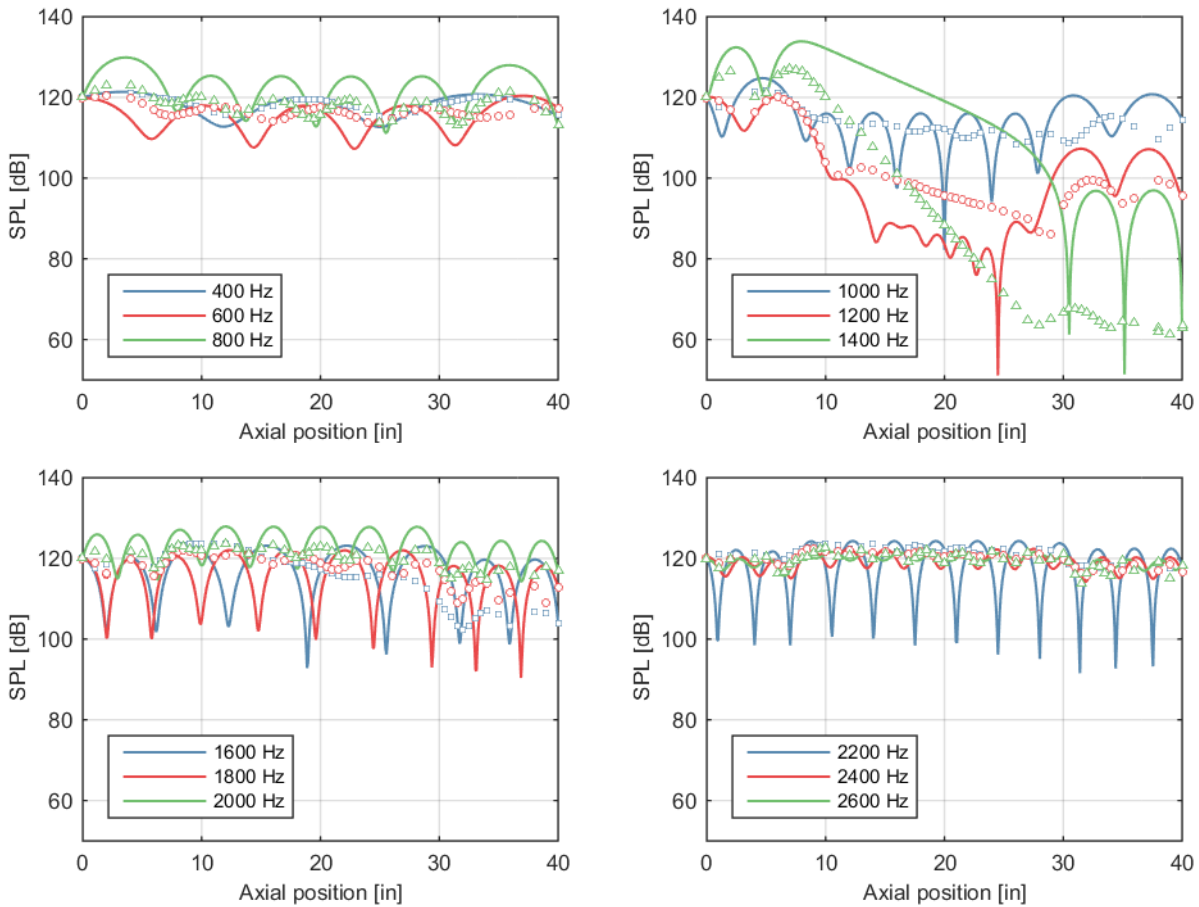 140
120
100
80
60
SPL [dB]
400 Hz
600 Hz
800 Hz
0 10 20 30 40
Axial position [in]
140
120
100
80
60
SPL [dB]
1000 Hz
1200 Hz
1400 Hz
0 10 20 30 40
Axial position [in]
140
120
100
80
60
SPL [dB]
1600 Hz
1800 Hz
2000 Hz
0 10 20 30 40
Axial position [in]
140
120
100
80
60
SPL [dB]
2200 Hz
2400 Hz
2600 Hz
0 10 20 30 40
Axial position [in]